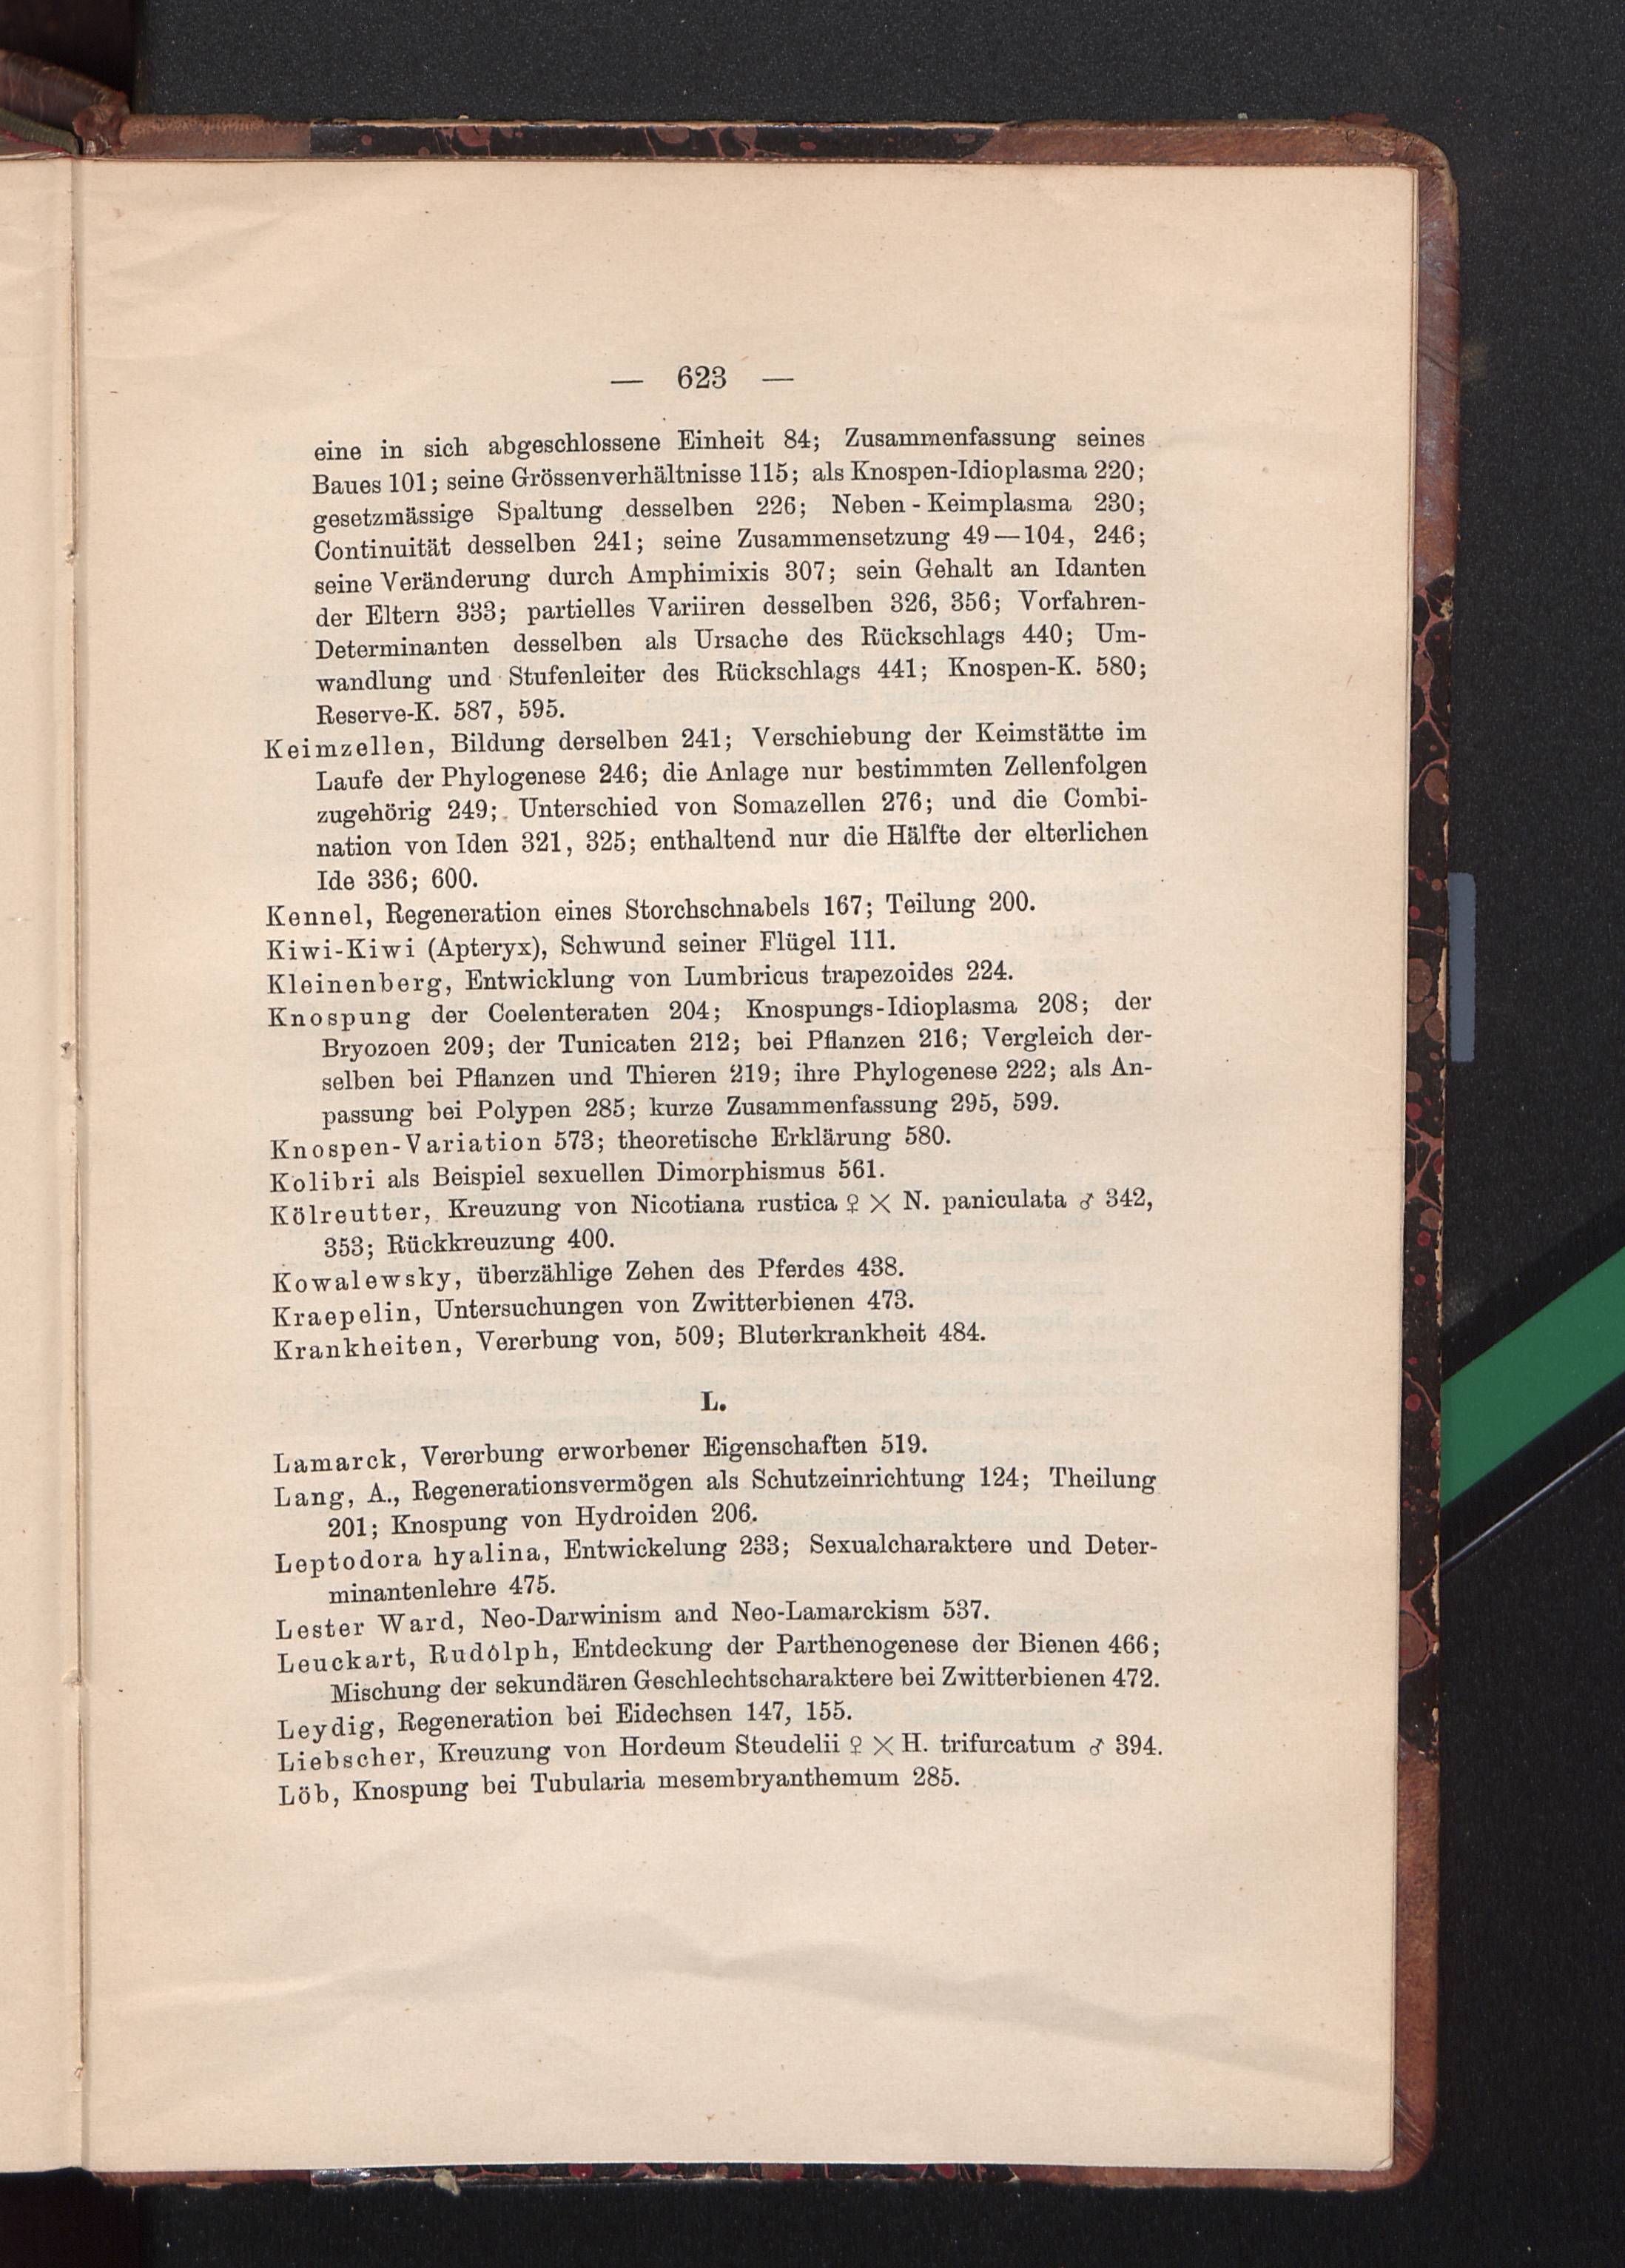 — 623 —
eine in sich abgeschlossene Einheit 84; Zusammenfassung seines
Baues 101; seine Grössenverhältnisse 115; als Knospen-Idioplasma 220;
gesetzmässige Spaltung desselben 226; Neben-Keimplasma 230;
Continuität desselben 241; seine Zusammensetzung 49—104, 246;
seine Veränderung durch Amphimixis 307; sein Gehalt an Idanten
der Eltern 333; partielles Variiren desselben 326, 356; Vorfahren-
Determinanten desselben als Ursache des Rückschlags 440; Um-
wandlung und Stufenleiter des Rückschlags 441; Knospen-K. 580;
Reserve-K. 587, 595.
Keimzellen, Bildung derselben 241; Verschiebung der Keimstätte im
Laufe der Phylogenese 246; die Anlage nur bestimmten Zellenfolgen
zugehörig 249; Unterschied von Somazellen 276; und die Combi-
nation von Iden 321, 325; enthaltend nur die Hälfte der elterlichen
Ide 336; 600.
Kennel, Regeneration eines Storchschnabels 167; Teilung 200.
Kiwi-Kiwi (Apteryx), Schwund seiner Flügel 111.
Kleinenberg, Entwicklung von Lumbricus trapezoides 224.
Knospung der Coelenteraten 204; Knospungs-Idioplasma 208; der
Bryozoen 209; der Tunicaten 212; bei Pflanzen 216; Vergleich der-
selben bei Pflanzen und Thieren 219; ihre Phylogenese 222; als An-
passung bei Polypen 285; kurze Zusammenfassung 295, 599.
Knospen-Variation 573; theoretische Erklärung 580.
Kolibri als Beispiel sexuellen Dimorphismus 561.
Kölreutter, Kreuzung von Nicotiana rustica ♀ × N. paniculata ♂ 342,
353; Rückkreuzung 400.
Kowalewsky, überzählige Zehen des Pferdes 438.
Kraepelin, Untersuchungen von Zwitterbienen 473.
Krankheiten, Vererbung von, 509; Bluterkrankheit 484.
L.
Lamarck, Vererbung erworbener Eigenschaften 519.
Lang, A., Regenerationsvermögen als Schutzeinrichtung 124; Theilung
201; Knospung von Hydroiden 206.
Leptodora hyalina, Entwickelung 233; Sexualcharaktere und Deter-
minantenlehre 475.
Lester Ward, Neo-Darwinism and Neo-Lamarckism 537.
Leuckart, Rudolph, Entdeckung der Parthenogenese der Bienen 466;
Mischung der sekundären Geschlechtscharaktere bei Zwitterbienen 472.
Leydig, Regeneration bei Eidechsen 147, 155.
Liebscher, Kreuzung von Hordeum Steudelii ♀ × H. trifurcatum ♂ 394.
Löb, Knospung bei Tubularia mesembryanthemum 285.